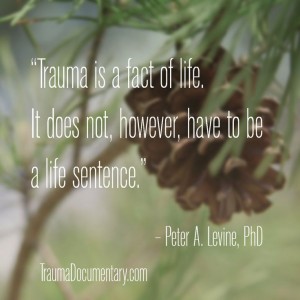 “Trauma is a fact of life.
It does not, however, have to be
a life sentence.”
– Peter A. Levine, PhD
TraumaDocumentary.com